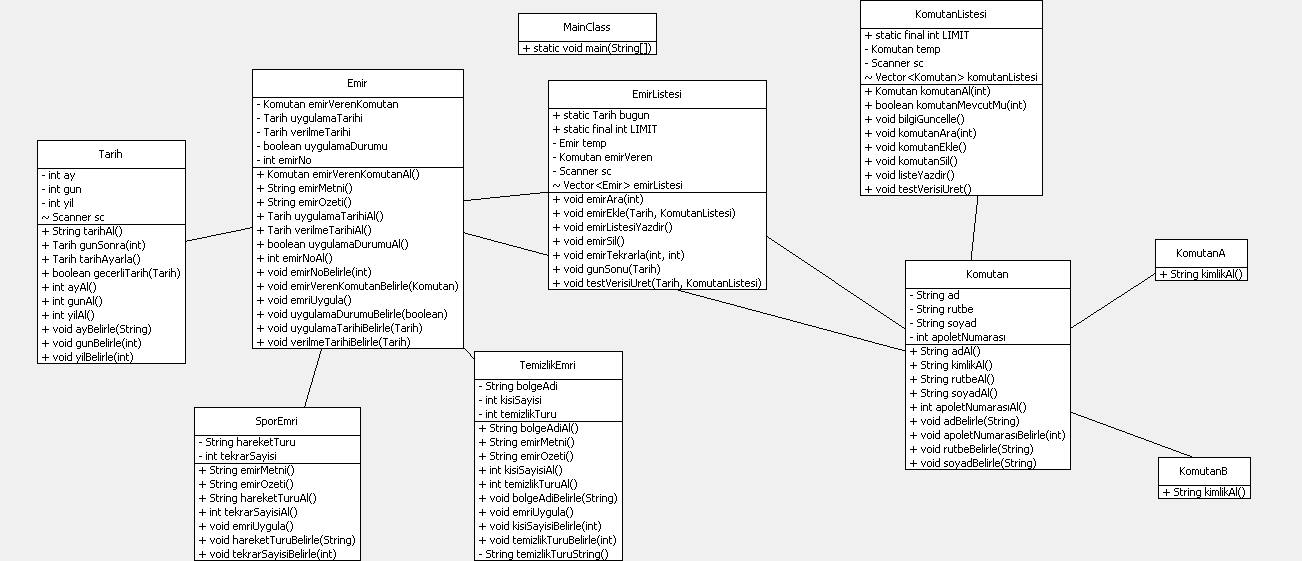 MainClass
+ static void main(String[])
KomutanListesi
+ static final int LIMIT
- Komutan temp
- Scanner sc
~ Vector<Komutan> komutanListesi
+ Komutan komutanAl(int)
+ boolean komutanMevcutMu(int)
+ void bilgiGuncelle()
+ void komutanAra(int)
+ void komutanEkle()
+ void komutanSil()
+ void listeYazdir()
+ void testVerisiUret()
Emir
- Komutan emirVerenKomutan
- Tarih uygulamaTarihi
- Tarih verilmeTarihi
- boolean uygulamaDurumu
- int emirNo
+ Komutan emirVerenKomutanAl()
+ String emirMetni()
+ String emirOzeti()
+ Tarih uygulamaTarihiAl()
+ Tarih verilmeTarihiAl()
+ boolean uygulamaDurumuAl()
+ int emirNoAl()
+ void emirNoBelirle(int)
+ void emirVerenKomutanBelirle(Komutan)
+ void emriUygula()
+ void uygulamaDurumuBelirle(boolean)
+ void uygulamaTarihiBelirle(Tarih)
+ void verilmeTarihiBelirle(Tarih)
EmirListesi
+ static Tarih bugun
+ static final int LIMIT
- Emir temp
- Komutan emirVeren
- Scanner sc
~ Vector<Emir> emirListesi
+ void emirAra(int)
+ void emirEkle(Tarih, KomutanListesi)
+ void emirListesiYazdir()
+ void emirSil()
+ void emirTekrarla(int, int)
+ void gunSonu(Tarih)
+ void testVerisiUret(Tarih, KomutanListesi)
Tarih
- int ay
- int gun
- int yil
~ Scanner sc
+ String tarihAl()
+ Tarih gunSonra(int)
+ Tarih tarihAyarla()
+ boolean gecerliTarih(Tarih)
+ int ayAl()
+ int gunAl()
+ int yilAl()
+ void ayBelirle(String)
+ void gunBelirle(int)
+ void yilBelirle(int)
Komutan
- String ad
- String rutbe
- String soyad
- int apoletNumarası
+ String adAl()
+ String kimlikAl()
+ String rutbeAl()
+ String soyadAl()
+ int apoletNumarasıAl()
+ void adBelirle(String)
+ void apoletNumarasıBelirle(int)
+ void rutbeBelirle(String)
+ void soyadBelirle(String)
KomutanA
+ String kimlikAl()
KomutanB
+ String kimlikAl()
TemizlikEmri
- String bolgeAdi
- int kisiSayisi
- int temizlikTuru
+ String bolgeAdiAl()
+ String emirMetni()
+ String emirOzeti()
+ int kisiSayisiAl()
+ int temizlikTuruAl()
+ void bolgeAdiBelirle(String)
+ void emriUygula()
+ void kisiSayisiBelirle(int)
+ void temizlikTuruBelirle(int)
- String temizlikTuruString()
SporEmri
- String hareketTuru
- int tekrarSayisi
+ String emirMetni()
+ String emirOzeti()
+ String hareketTuruAl()
+ int tekrarSayisiAl()
+ void emriUygula()
+ void hareketTuruBelirle(String)
+ void tekrarSayisiBelirle(int)